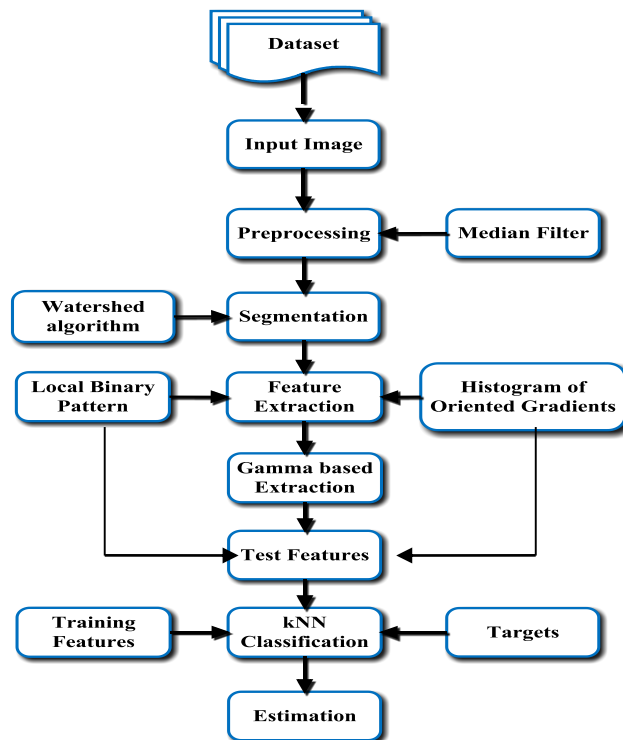 Dataset
Input Image
Preprocessing
Median Filter
Watershed
algorithm
Segmentation
Local Binary
Pattern
Feature
Extraction
Histogram of
Oriented Gradients
Gamma based
Extraction
Test Features
Training
Features
kNN
Classification
Targets
Estimation